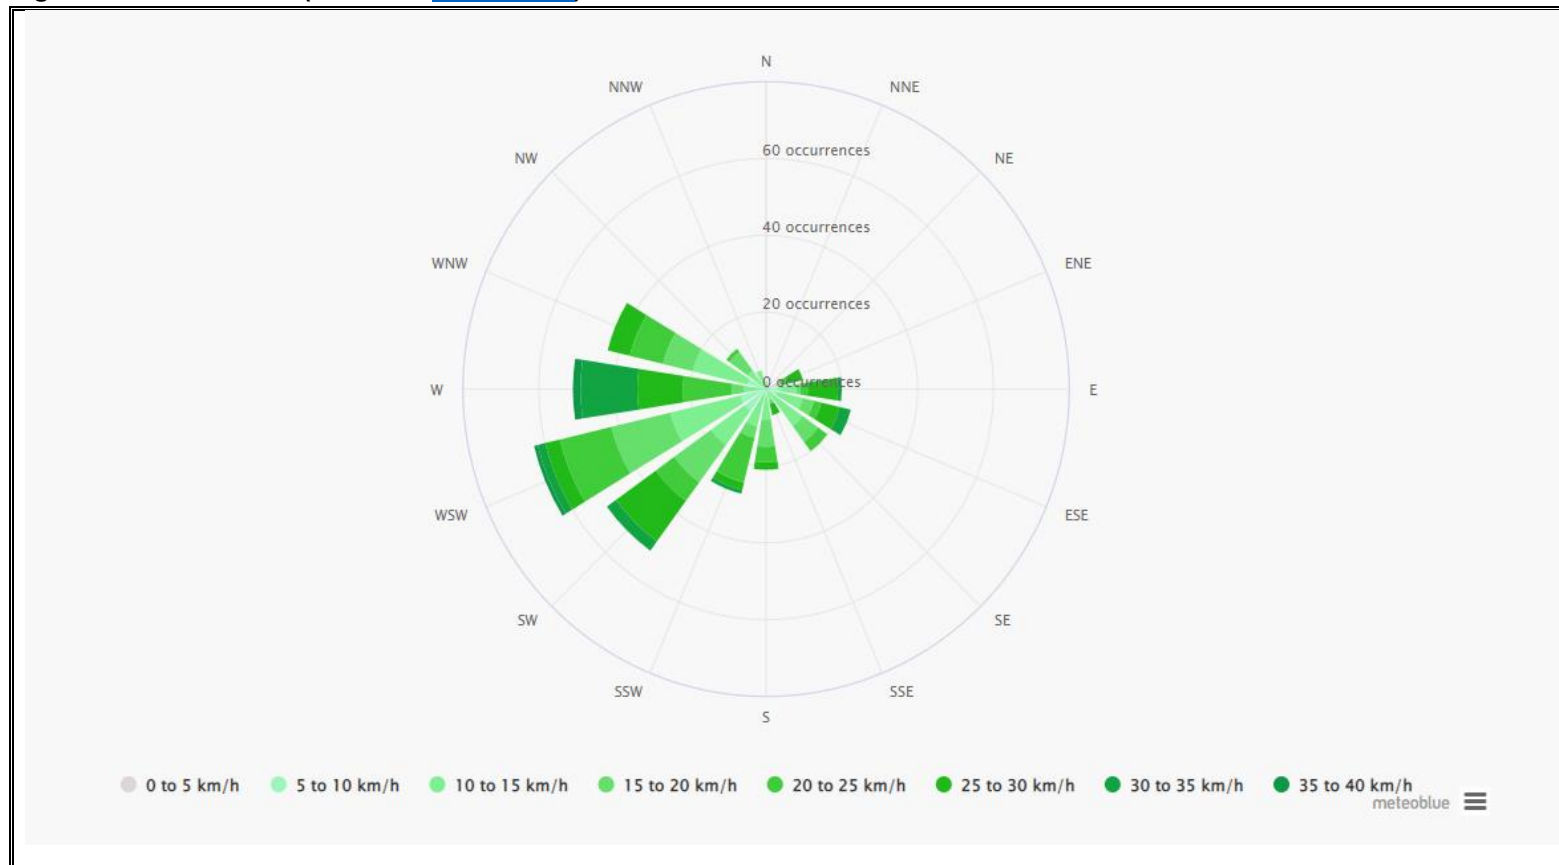 N
NNW
NNE
NW
60 occurrences
NE
40 occurrences
WNW
ENE
20 occurrences
W
0 occurrences
E
WSW
ESE
SW
SE
SSW
SSE
S
0 to 5 km/h
5 to 10 km/h
10 to 15 km/h
15 to 20 km/h
20 to 25 km/h
25 to 30 km/h
30 to 35 km/h
35 to 40 km/h
meteoblue